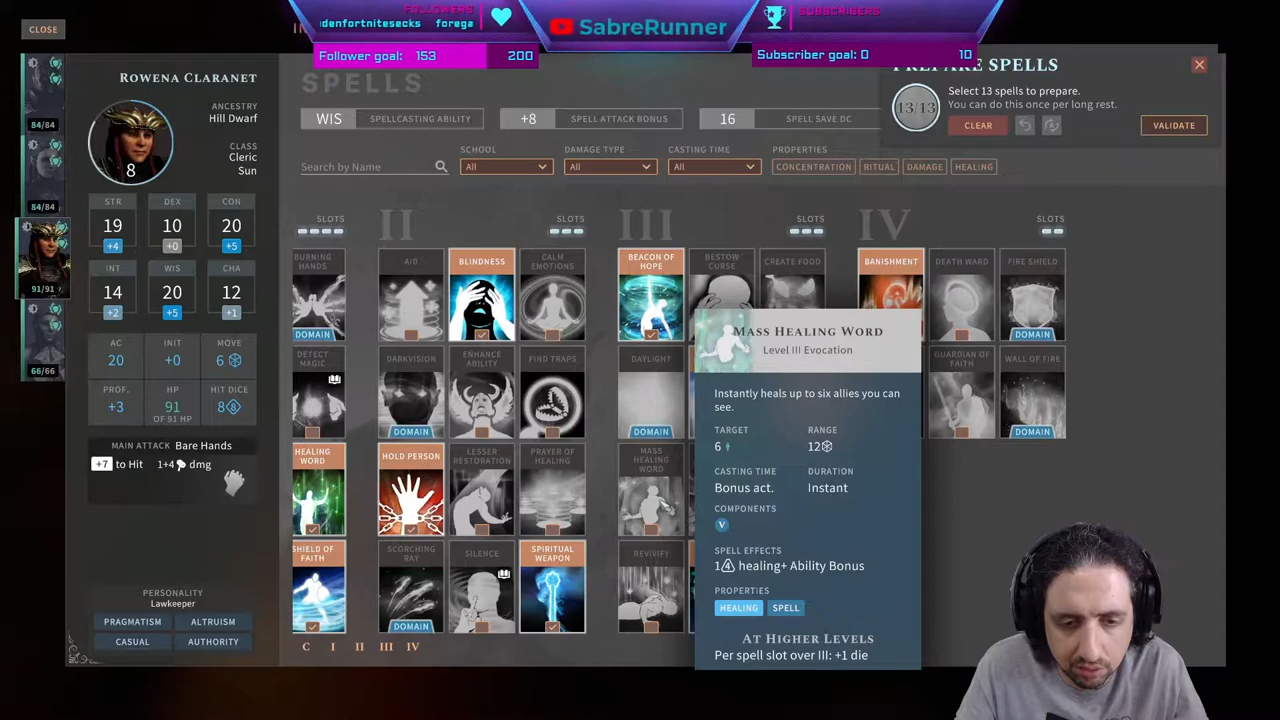 CLOSE
FOLLOWERS
denfortnitesecks forega
Follower goal: 153 200
SabreRunner
SUBSCRIBERS
Subscriber goal: 0 10
ROWENA CLARANET
ANCESTRY
Hill Dwarf
CLASS
Cleric
Sun
8
84/84
84/84
91/91
66/66
STR DEX CON
19 10 20
+4 +0 +5
INT WIS CHA
14 20 12
+2 +5 +1
AC INIT MOVE
20 +0 6
PROF. HP HIT DICE
+3 91 8 8
OF 91 HP
MAIN ATTACK Bare Hands
+7 to Hit 1+4 dmg
PERSONALITY
Lawkeeper
PRAGMATISM ALTRUISM
CASUAL AUTHORITY
SPELLS
WIS SPELLCASTING ABILITY
+8 SPELL ATTACK BONUS
16 SPELL SAVE DC
PREPARE SPELLS
13/13
Select 13 spells to prepare.
You can do this once per long rest.
CLEAR
VALIDATE
Search by Name
SCHOOL
All
DAMAGE TYPE
All
CASTING TIME
All
PROPERTIES
CONCENTRATION RITUAL DAMAGE HEALING
SLOTS
II SLOTS
III SLOTS
IV SLOTS
BURNING HANDS
DOMAIN
AID
BLINDNESS
CALM EMOTIONS
BEACON OF HOPE
BESTOW CURSE
CREATE FOOD
BANISHMENT
DEATH WARD
FIRE SHIELD
DOMAIN
DETECT MAGIC
DARKVISION
DOMAIN
ENHANCE ABILITY
FIND TRAPS
DAYLIGHT
DOMAIN
GUARDIAN OF FAITH
WALL OF FIRE
DOMAIN
HEALING WORD
HOLD PERSON
LESSER RESTORATION
PRAYER OF HEALING
MASS HEALING WORD
SHIELD OF FAITH
SCORCHING RAY
DOMAIN
SILENCE
SPIRITUAL WEAPON
REVIVIFY
C I II III IV
MASS HEALING WORD
Level III Evocation
Instantly heals up to six allies you can
see.
TARGET RANGE
6 12
CASTING TIME DURATION
Bonus act. Instant
COMPONENTS
V
SPELL EFFECTS
1 4 healing+ Ability Bonus
PROPERTIES
HEALING SPELL
AT HIGHER LEVELS
Per spell slot over III: +1 die